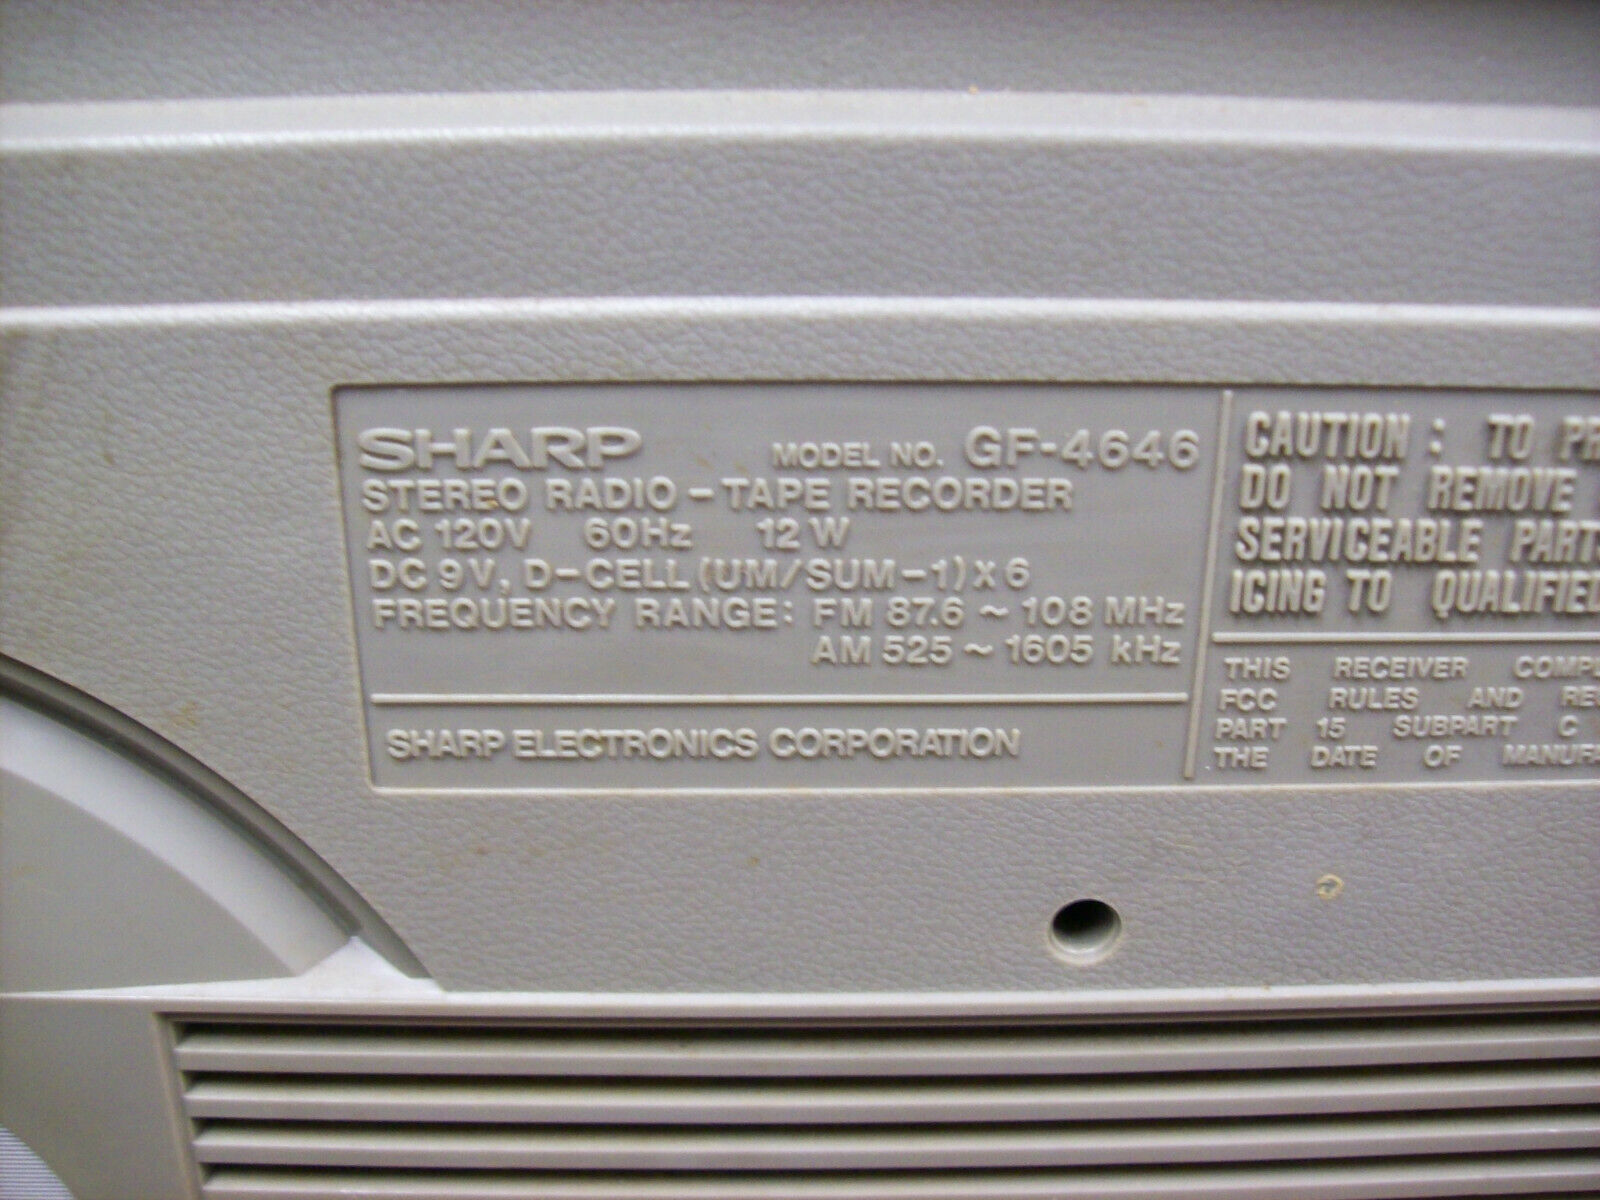 SHARP MODEL NO. GF-4646
STEREO RADIO - TAPE RECORDER
AC 120V 60Hz 12 W
DC 9V, D-CELL (UM/SUM-1) X 6
FREQUENCY RANGE: FM 87.6 ~ 108 MHz
AM 525 ~ 1605 kHz
SHARP ELECTRONICS CORPORATION
CAUTION : TO
DO NOT REMOVE
SERVICEABLE
ICING TO
THIS RECEIVER
FCC RULES AND
PART 15 SUBPART C
THE DATE OF